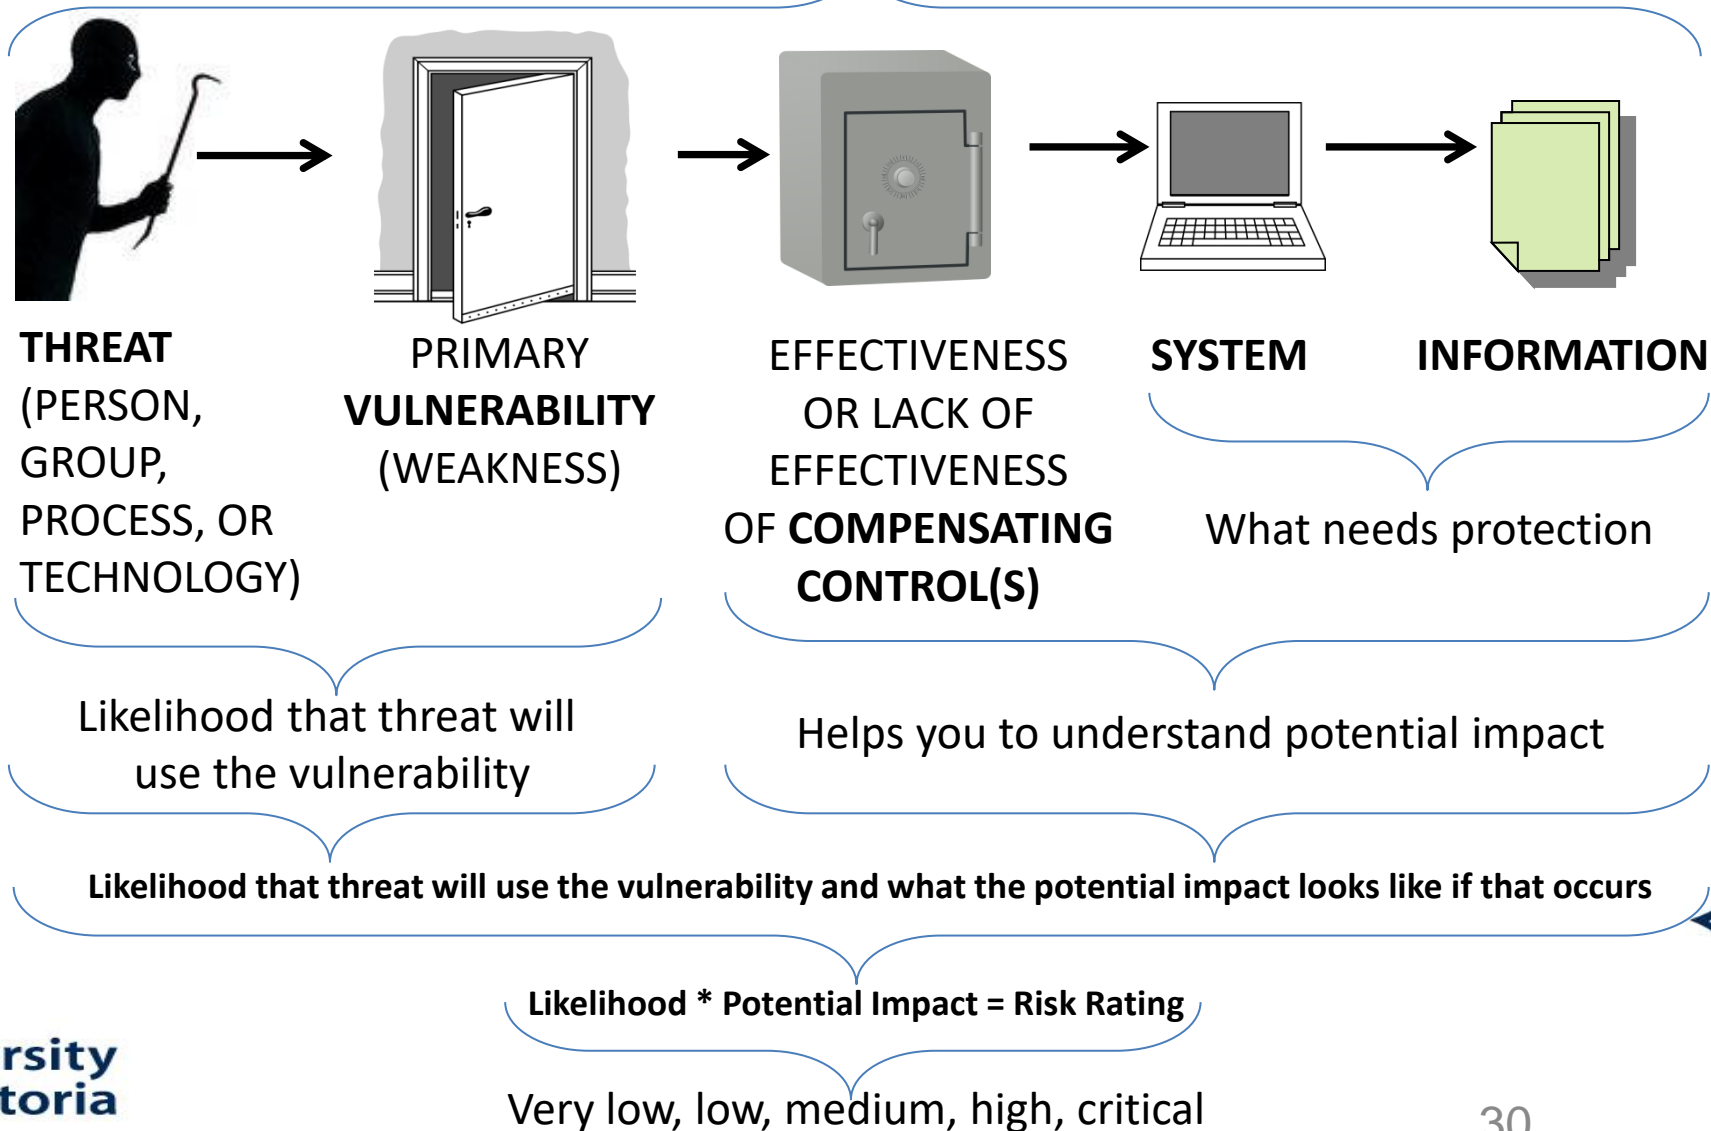 THREAT
(PERSON,
GROUP,
PROCESS, OR
TECHNOLOGY)
PRIMARY
VULNERABILITY
(WEAKNESS)
EFFECTIVENESS
OR LACK OF
EFFECTIVENESS
OF COMPENSATING
CONTROL(S)
SYSTEM
INFORMATION
What needs protection
Likelihood that threat will
use the vulnerability
Helps you to understand potential impact
Likelihood that threat will use the vulnerability and what the potential impact looks like if that occurs
Likelihood * Potential Impact = Risk Rating
rsity
toria
Very low, low, medium, high, critical
30